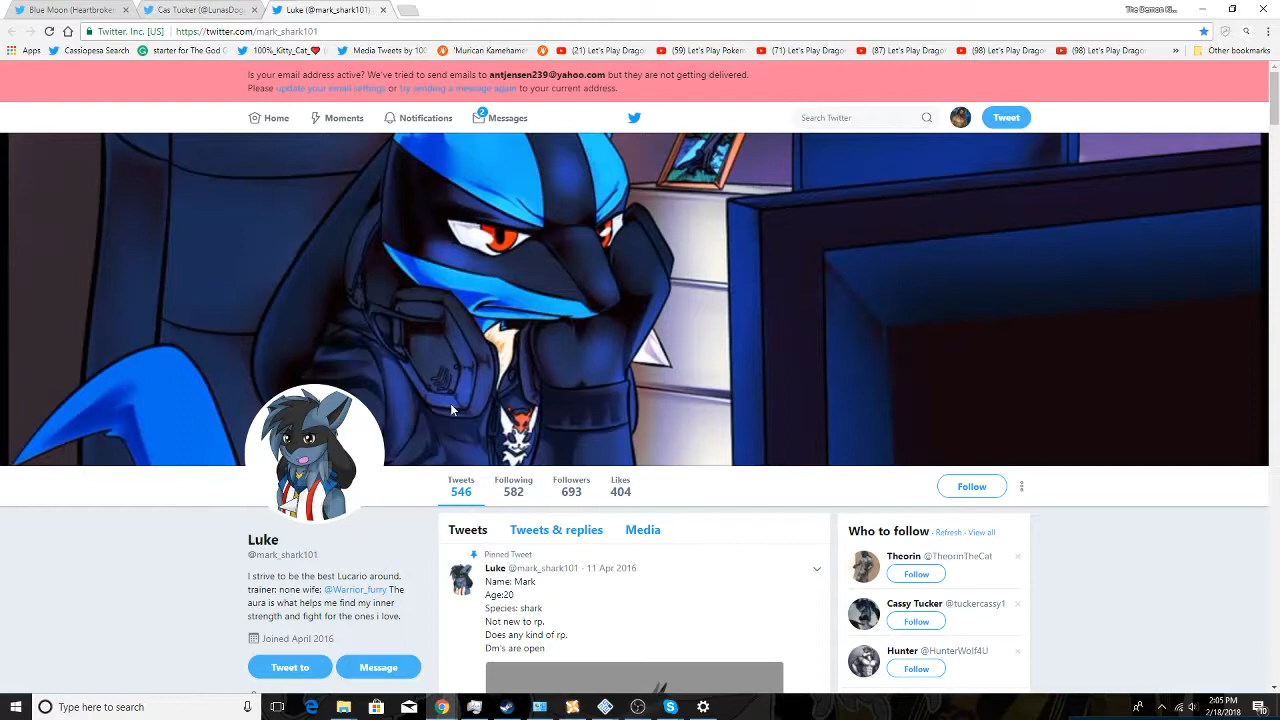 Blue Moon (Heartbroken
Cas Tucker (@LunasDog
Luke (@mark_shark101)
Twitter, Inc. [US]
https://twitter.com/mark_shark101
Apps
Cassiopesa Search
starter for The God C
100%_Kitty_Cat_❤
Media Tweets by 100
'Murican Kamehamer
(21) Let's Play Drago
(59) Let's Play Pokem
(71) Let's Play Drago
(87) Let's Play Drago
(98) Let's Play Drago
(98) Let's Play Drago
»
Other bookmarks
Is your email address active? We've tried to send emails to antjensen239@yahoo.com but they are not getting delivered.
Please update your email settings or try sending a message again to your current address.
Home
Moments
Notifications
2
Messages
Search Twitter
Tweet
Tweets
546
Following
582
Followers
693
Likes
404
Follow
Luke
@mark_shark101
I strive to be the best Lucario around.
trainer: none wife: @Warrior_furry The
aura is what helps me find my inner
strength and fight for the ones i love.
Joined April 2016
Tweet to
Message
Tweets
Tweets & replies
Media
Pinned Tweet
Luke @mark_shark101 · 11 Apr 2016
Name: Mark
Age:20
Species: shark
Not new to rp.
Does any kind of rp.
Dm's are open
Who to follow · Refresh · View all
Theorin @TheorinTheCat
Follow
Cassy Tucker @tuckercassy1
Follow
Hunter @HunterWolf4U
Follow
Type here to search
2:05 PM
2/18/2018